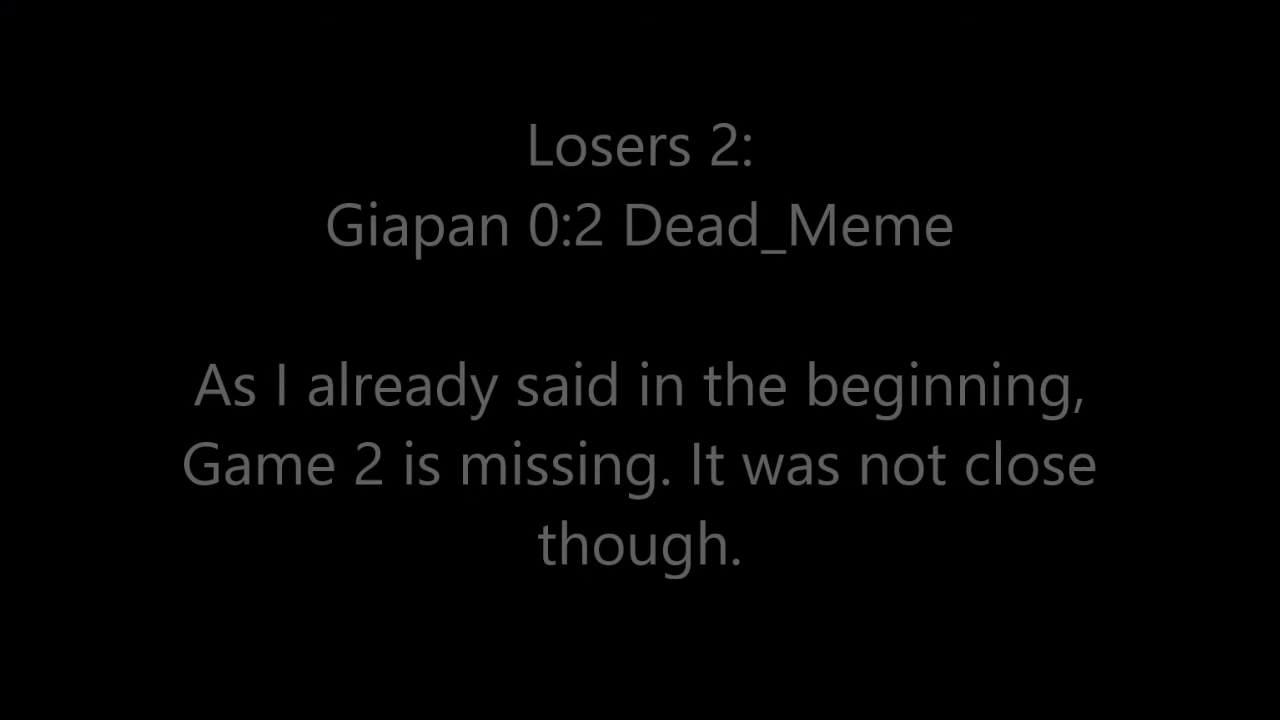 Losers 2:
Giapan 0:2 Dead_Meme
As I already said in the beginning,
Game 2 is missing. It was not close
though.